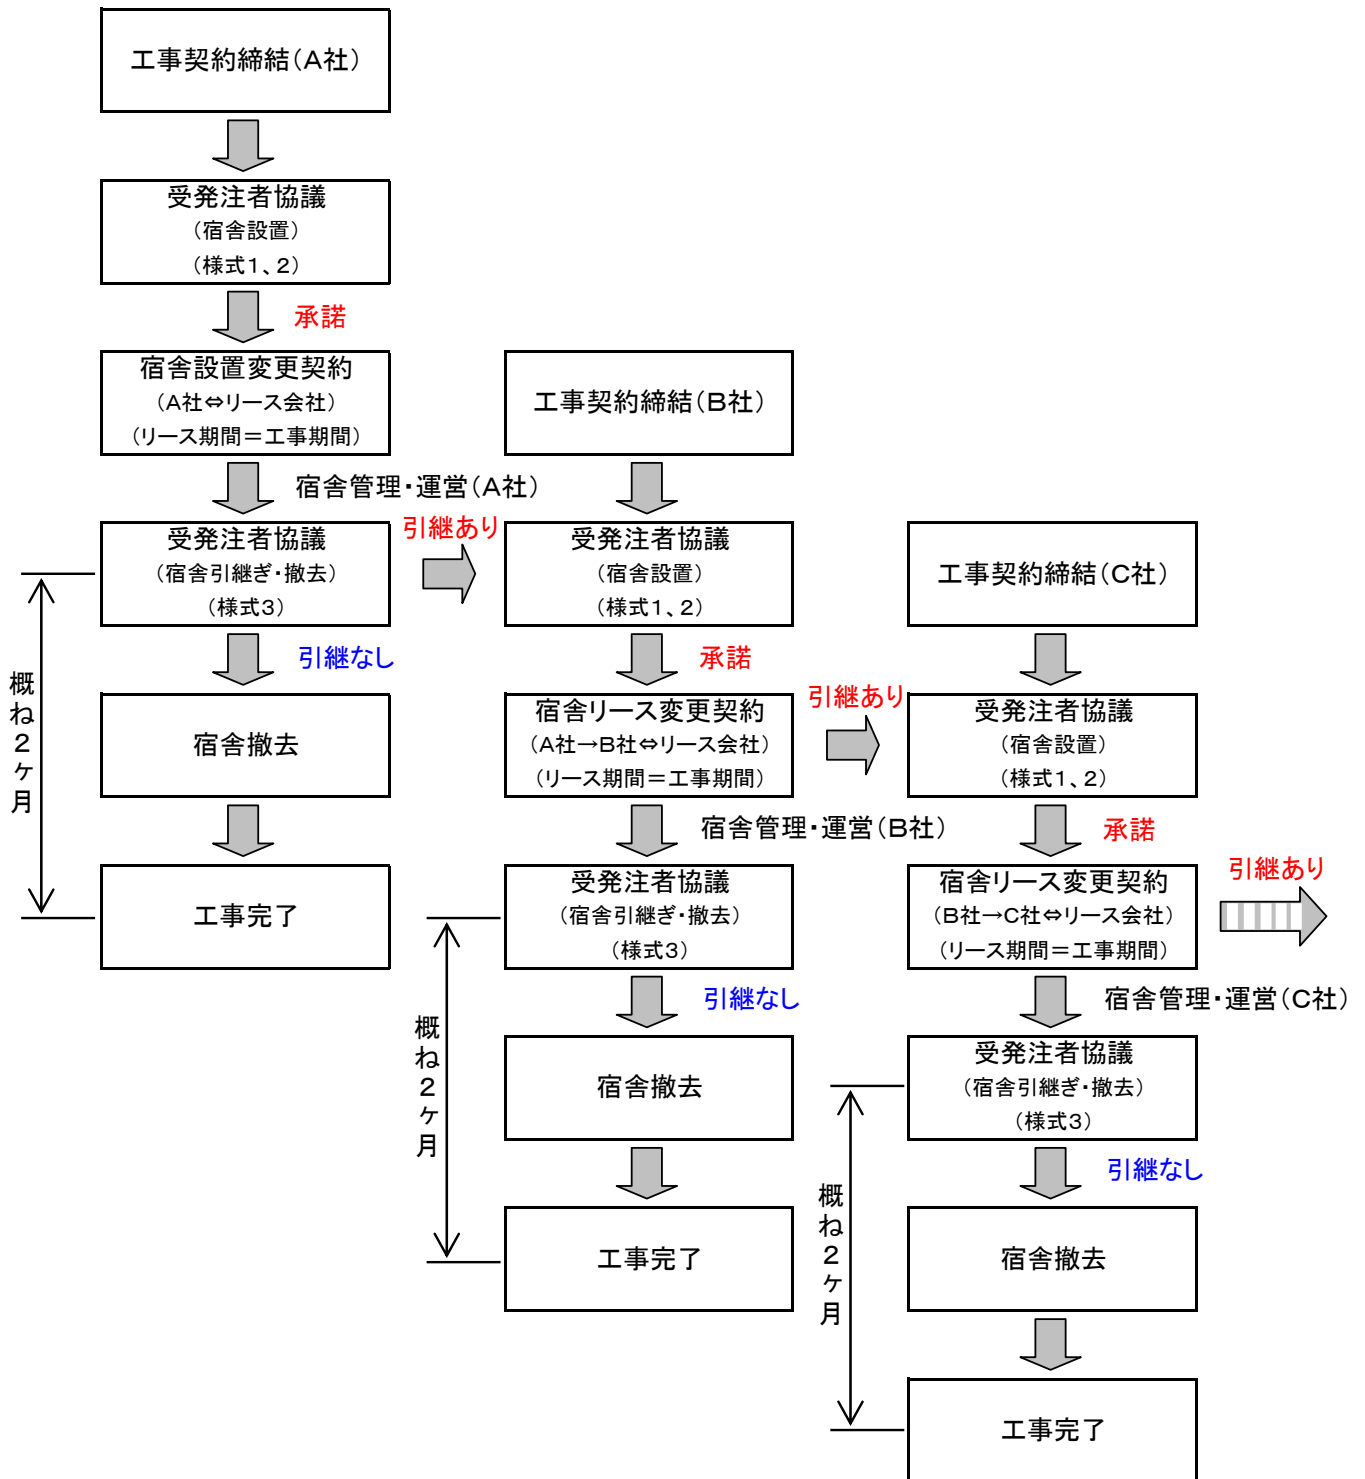 工事契約締結（A社）
受発注者協議
（宿舎設置）
（様式１、２）
承諾
宿舎設置変更契約
（A社⇔リース会社）
（リース期間＝工事期間）
宿舎管理・運営（A社）
受発注者協議
（宿舎引継ぎ・撤去）
（様式3）
引継あり
引継なし
宿舎撤去
工事完了
概ね２ヶ月
工事契約締結（B社）
受発注者協議
（宿舎設置）
（様式１、２）
承諾
宿舎リース変更契約
（A社→B社⇔リース会社）
（リース期間＝工事期間）
引継あり
宿舎管理・運営（B社）
受発注者協議
（宿舎引継ぎ・撤去）
（様式3）
引継なし
宿舎撤去
工事完了
概ね２ヶ月
工事契約締結（C社）
受発注者協議
（宿舎設置）
（様式１、２）
承諾
宿舎リース変更契約
（B社→C社⇔リース会社）
（リース期間＝工事期間）
引継あり
宿舎管理・運営（C社）
受発注者協議
（宿舎引継ぎ・撤去）
（様式3）
引継なし
宿舎撤去
工事完了
概ね２ヶ月